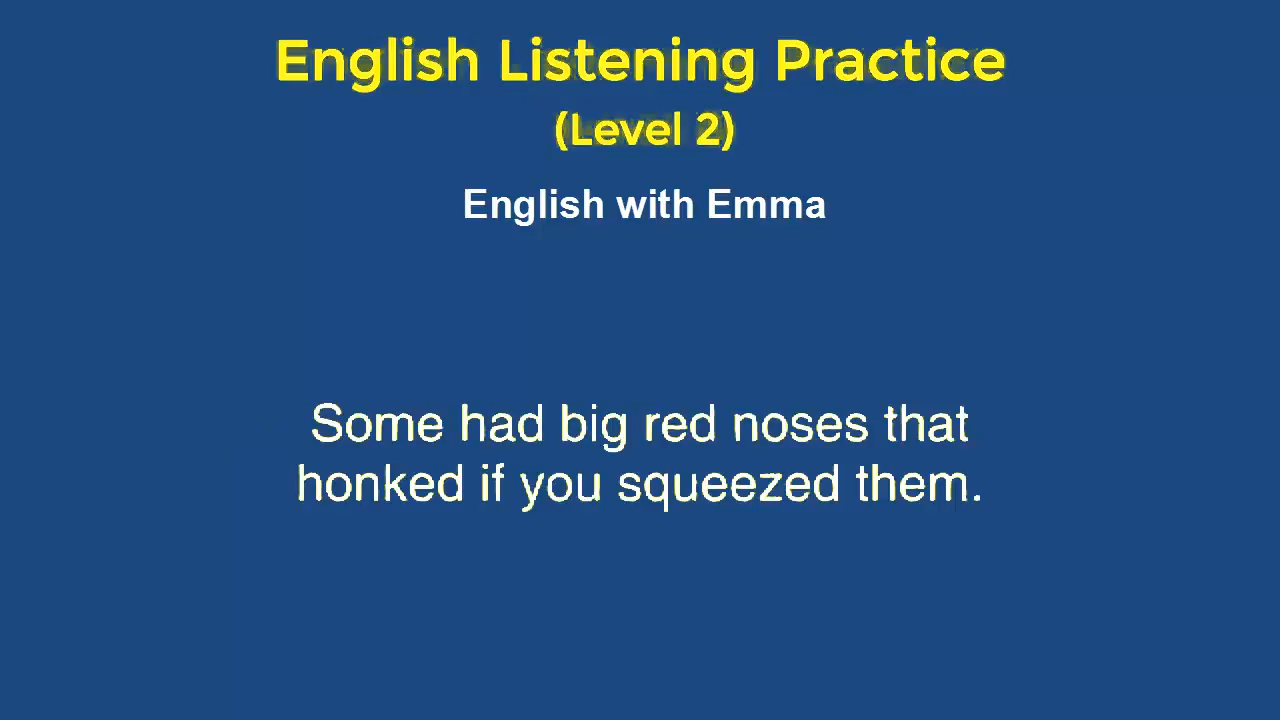 English Listening Practice
(Level 2)
English with Emma
Some had big red noses that
honked if you squeezed them.